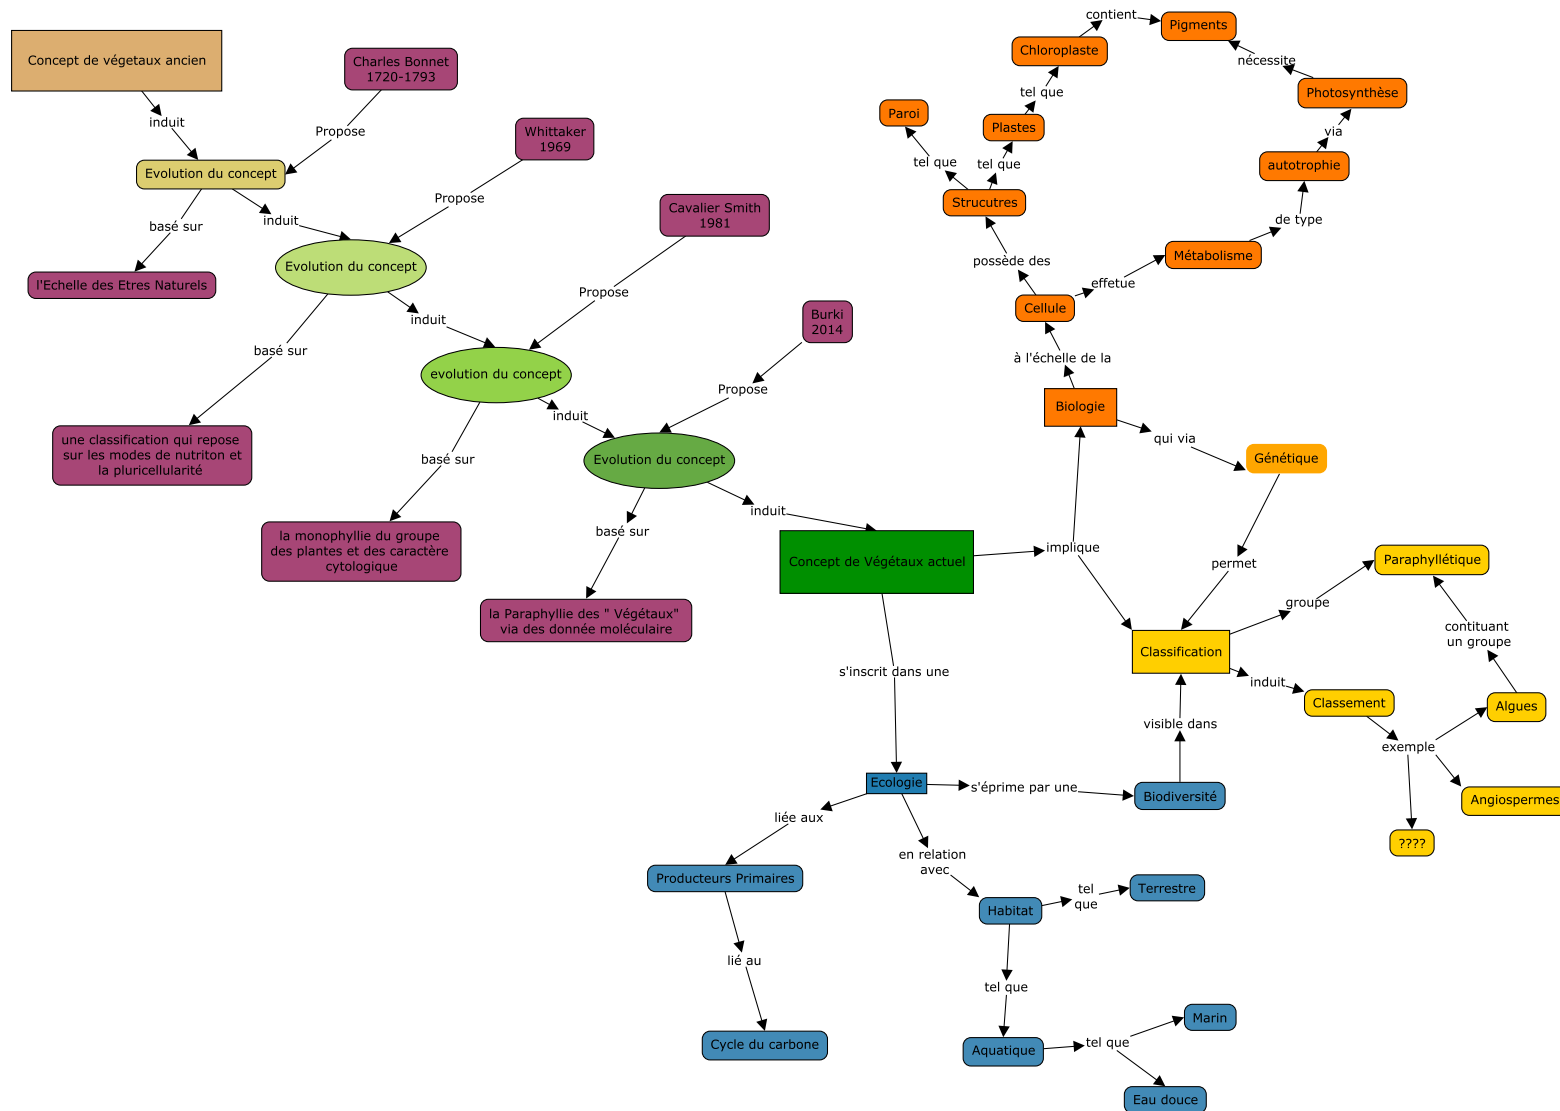 contient
Pigments
Concept de végetaux ancien
Charles Bonnet
1720-1793
Chloroplaste
nécessite
tel que
Photosynthèse
Paroi
induit
Propose
Whittaker
1969
Plastes
via
tel que
tel que
autotrophie
Evolution du concept
Propose
Strucutres
basé sur
induit
Cavalier Smith
1981
de type
Evolution du concept
possède des
Métabolisme
l'Echelle des Etres Naturels
Propose
effetue
Cellule
induit
Burki
2014
basé sur
à l'échelle de la
evolution du concept
Propose
induit
Biologie
une classification qui repose
sur les modes de nutriton et
la pluricellularité
qui via
basé sur
Evolution du concept
Génétique
induit
basé sur
la monophyllie du groupe
des plantes et des caractère
cytologique
Concept de Végétaux actuel
implique
permet
Paraphyllétique
la Paraphyllie des " Végétaux"
via des donnée moléculaire
groupe
contituant
un groupe
Classification
s'inscrit dans une
induit
Classement
Algues
visible dans
exemple
Ecologie
s'éprime par une
Biodiversité
Angiospermes
liée aux
????
en relation
avec
Producteurs Primaires
tel
que
Terrestre
Habitat
lié au
tel que
Marin
Cycle du carbone
Aquatique
tel que
Eau douce